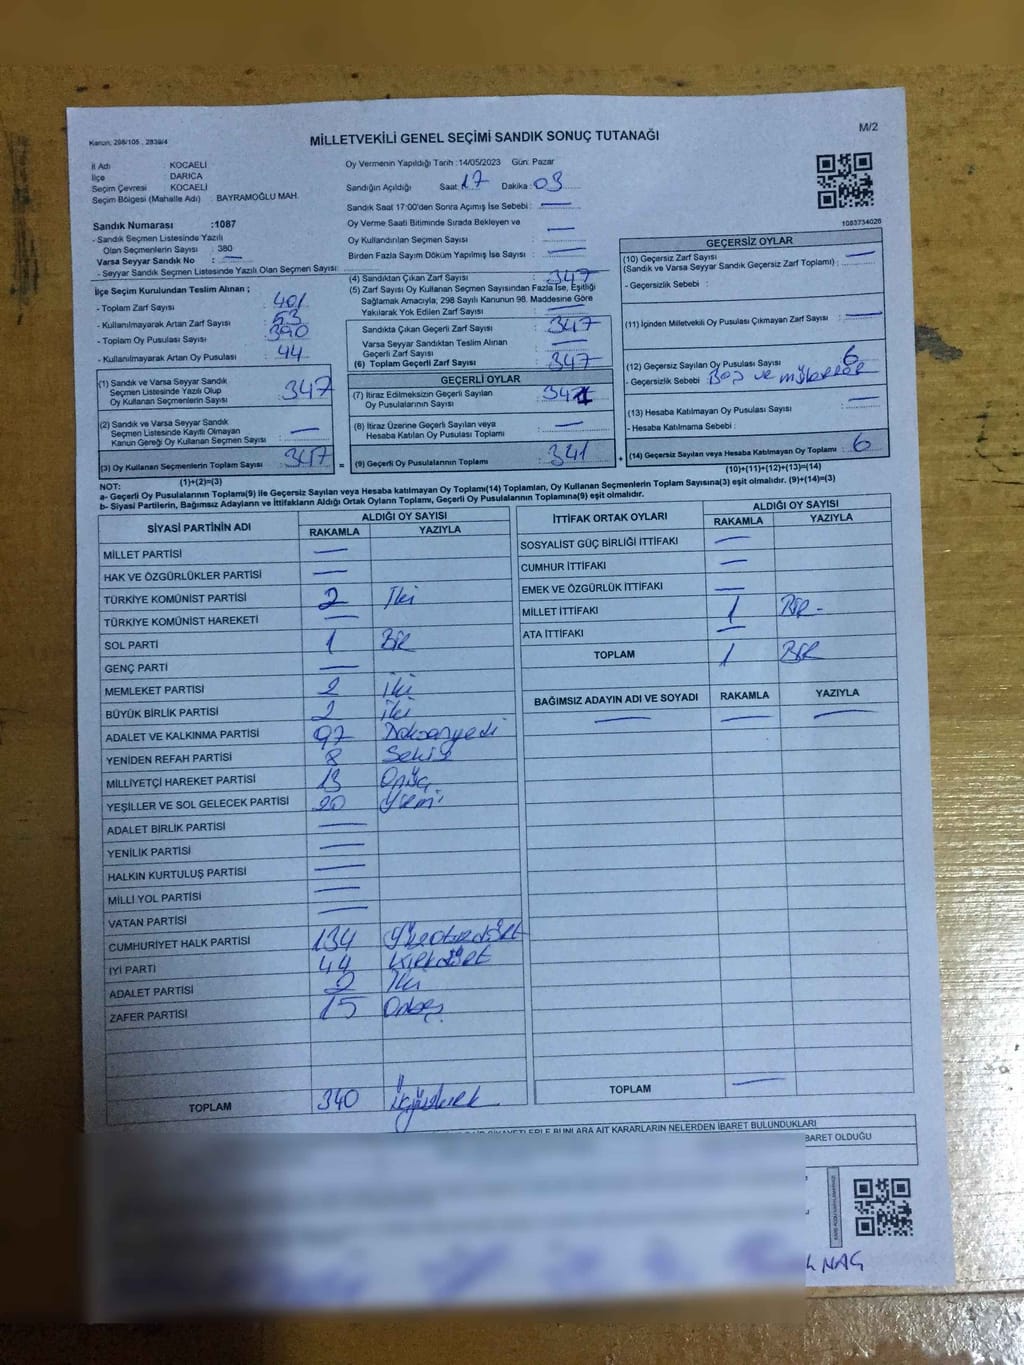 Kanun, 298/105 , 2839/4
MİLLETVEKİLİ GENEL SEÇİMİ SANDIK SONUÇ TUTANAĞI
M/2
İl Adı KOCAELİ
İlçe DARICA
Seçim Çevresi KOCAELİ
Seçim Bölgesi (Mahalle Adı) : BAYRAMOĞLU MAH.
Oy Vermenin Yapıldığı Tarih :14/05/2023 Gün: Pazar
Sandığın Açıldığı Saat: 17 Dakika : 03
Sandık Saat 17:00'den Sonra Açımış İse Sebebi : —
Oy Verme Saati Bitiminde Sırada Bekleyen ve
Oy Kullandırılan Seçmen Sayısı —
Birden Fazla Sayım Döküm Yapılmış İse Sayısı : —
1083734026
Sandık Numarası :1087
- Sandık Seçmen Listesinde Yazılı
Olan Seçmenlerin Sayısı : 380
Varsa Seyyar Sandık No : —
- Seyyar Sandık Seçmen Listesinde Yazılı Olan Seçmen Sayısı
İlçe Seçim Kurulundan Teslim Alınan ;
- Toplam Zarf Sayısı : 401
- Kullanılmayarak Artan Zarf Sayısı : 53
- Toplam Oy Pusulası Sayısı : 390
- Kullanılmayarak Artan Oy Pusulası : 44
(1) Sandık ve Varsa Seyyar Sandık
Seçmen Listesinde Yazılı Olup
Oy Kullanan Seçmenlerin Sayısı : 347
(2) Sandık ve Varsa Seyyar Sandık
Seçmen Listesinde Kayıtlı Olmayan
Kanun Gereği Oy Kullanan Seçmen Sayısı : —
(3) Oy Kullanan Seçmenlerin Toplam Sayısı : 347
(1)+(2)=(3)
(4) Sandıktan Çıkan Zarf Sayısı : 347
(5) Zarf Sayısı Oy Kullanan Seçmen Sayısından Fazla İse, Eşitliği
Sağlamak Amacıyla; 298 Sayılı Kanunun 98. Maddesine Göre
Yakılarak Yok Edilen Zarf Sayısı : —
Sandıkta Çıkan Geçerli Zarf Sayısı : 347
Varsa Seyyar Sandıktan Teslim Alınan
Geçerli Zarf Sayısı : —
(6) Toplam Geçerli Zarf Sayısı : 347
GEÇERLİ OYLAR
(7) İtiraz Edilmeksizin Geçerli Sayılan
Oy Pusulalarının Sayısı : 341
(8) İtiraz Üzerine Geçerli Sayılan veya
Hesaba Katılan Oy Pusulası Toplamı : —
= (9) Geçerli Oy Pusulalarının Toplamı : 341 +
GEÇERSİZ OYLAR
(10) Geçersiz Zarf Sayısı
(Sandık ve Varsa Seyyar Sandık Geçersiz Zarf Toplamı) : —
- Geçersizlik Sebebi :
(11) İçinden Milletvekili Oy Pusulası Çıkmayan Zarf Sayısı : —
(12) Geçersiz Sayılan Oy Pusulası Sayısı : 6
- Geçersizlik Sebebi : Boş ve
(13) Hesaba Katılmayan Oy Pusulası Sayısı : —
- Hesaba Katılmama Sebebi :
(14) Geçersiz Sayılan veya Hesaba Katılmayan Oy Toplamı : 6
(10)+(11)+(12)+(13)=(14)
NOT:
a- Geçerli Oy Pusulalarının Toplamı(9) ile Geçersiz Sayılan veya Hesaba katılmayan Oy Toplamı(14) Toplamları, Oy Kullanan Seçmenlerin Toplam Sayısına(3) eşit olmalıdır. (9)+(14)=(3)
b- Siyasi Partilerin, Bağımsız Adayların ve İttifakların Aldığı Ortak Oyların Toplamı, Geçerli Oy Pusulalarının Toplamına(9) eşit olmalıdır.
SİYASİ PARTİNİN ADI ALDIĞI OY SAYISI
RAKAMLA YAZIYLA
MİLLET PARTİSİ —
HAK VE ÖZGÜRLÜKLER PARTİSİ —
TÜRKİYE KOMÜNİST PARTİSİ 2 İki
TÜRKİYE KOMÜNİST HAREKETİ —
SOL PARTİ 1 BİR
GENÇ PARTİ —
MEMLEKET PARTİSİ 2 iki
BÜYÜK BİRLİK PARTİSİ 2 iki
ADALET VE KALKINMA PARTİSİ 97 Doksanyedi
YENİDEN REFAH PARTİSİ 8 Sekiz
MİLLİYETÇİ HAREKET PARTİSİ 13 Onüç
YEŞİLLER VE SOL GELECEK PARTİSİ 20 Yirmi
ADALET BİRLİK PARTİSİ —
YENİLİK PARTİSİ —
HALKIN KURTULUŞ PARTİSİ —
MİLLİ YOL PARTİSİ —
VATAN PARTİSİ —
CUMHURİYET HALK PARTİSİ 134 Yüzotuzdört
İYİ PARTİ 44 Kırkdört
ADALET PARTİSİ 2 İki
ZAFER PARTİSİ 15 Onbeş
TOPLAM 340 Üçyüzkırk
İTTİFAK ORTAK OYLARI ALDIĞI OY SAYISI
RAKAMLA YAZIYLA
SOSYALİST GÜÇ BİRLİĞİ İTTİFAKI —
CUMHUR İTTİFAKI —
EMEK VE ÖZGÜRLÜK İTTİFAKI —
MİLLET İTTİFAKI 1 BİR -
ATA İTTİFAKI —
TOPLAM 1 BİR
BAĞIMSIZ ADAYIN ADI VE SOYADI RAKAMLA YAZIYLA
— — —
TOPLAM —
ŞİKAYETLERLE BUNLARA AİT KARARLARIN NELERDEN İBARET BULUNDUKLARI
BARET OLDUĞU
NAG